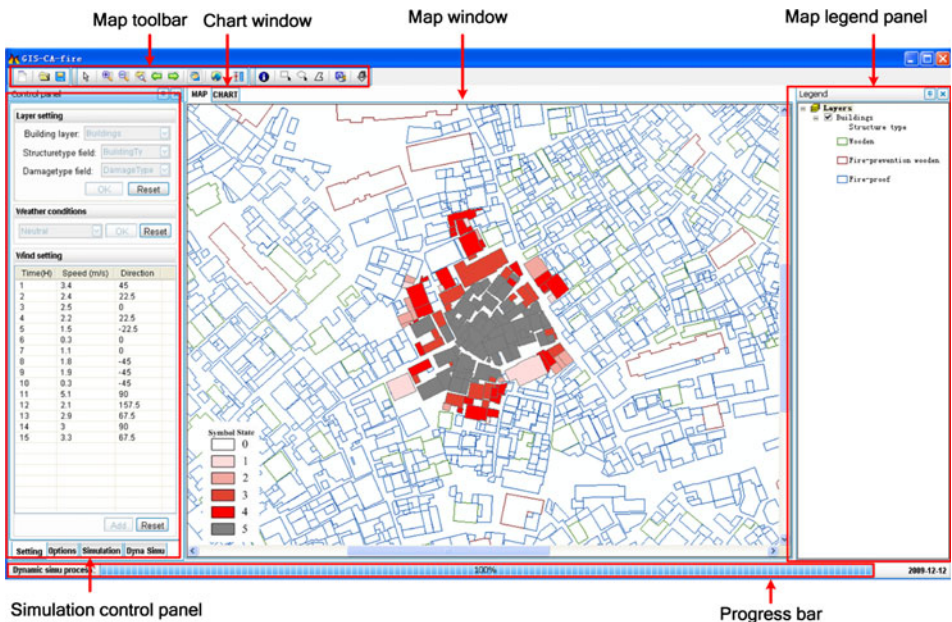 Map toolbar
Chart window
Map window
Map legend panel
GIS-CA-fire
Control panel
MAP
CHART
Legend
Layer setting
Building layer: Buildings
Structuretype field: BuildingTy
Damagetype field: DamageType
OK
Reset
Weather conditions
Neutral
OK
Reset
Wind setting
Time(H) Speed (m/s) Direction
1 3.4 45
2 2.4 22.5
3 2.5 0
4 2.2 22.5
5 1.5 -22.5
6 0.3 0
7 1.1 0
8 1.8 -45
9 1.9 -45
10 0.3 -45
11 5.1 90
12 2.1 157.5
13 2.9 67.5
14 3 90
15 3.3 67.5
Add
Reset
Setting
Options
Simulation
Dyna Simu
Symbol State
0
1
2
3
4
5
Layers
Buildings
Structure type
Wooden
Fire-prevention wooden
Fire-proof
Dynamic simu process:
100%
2009-12-12
Simulation control panel
Progress bar